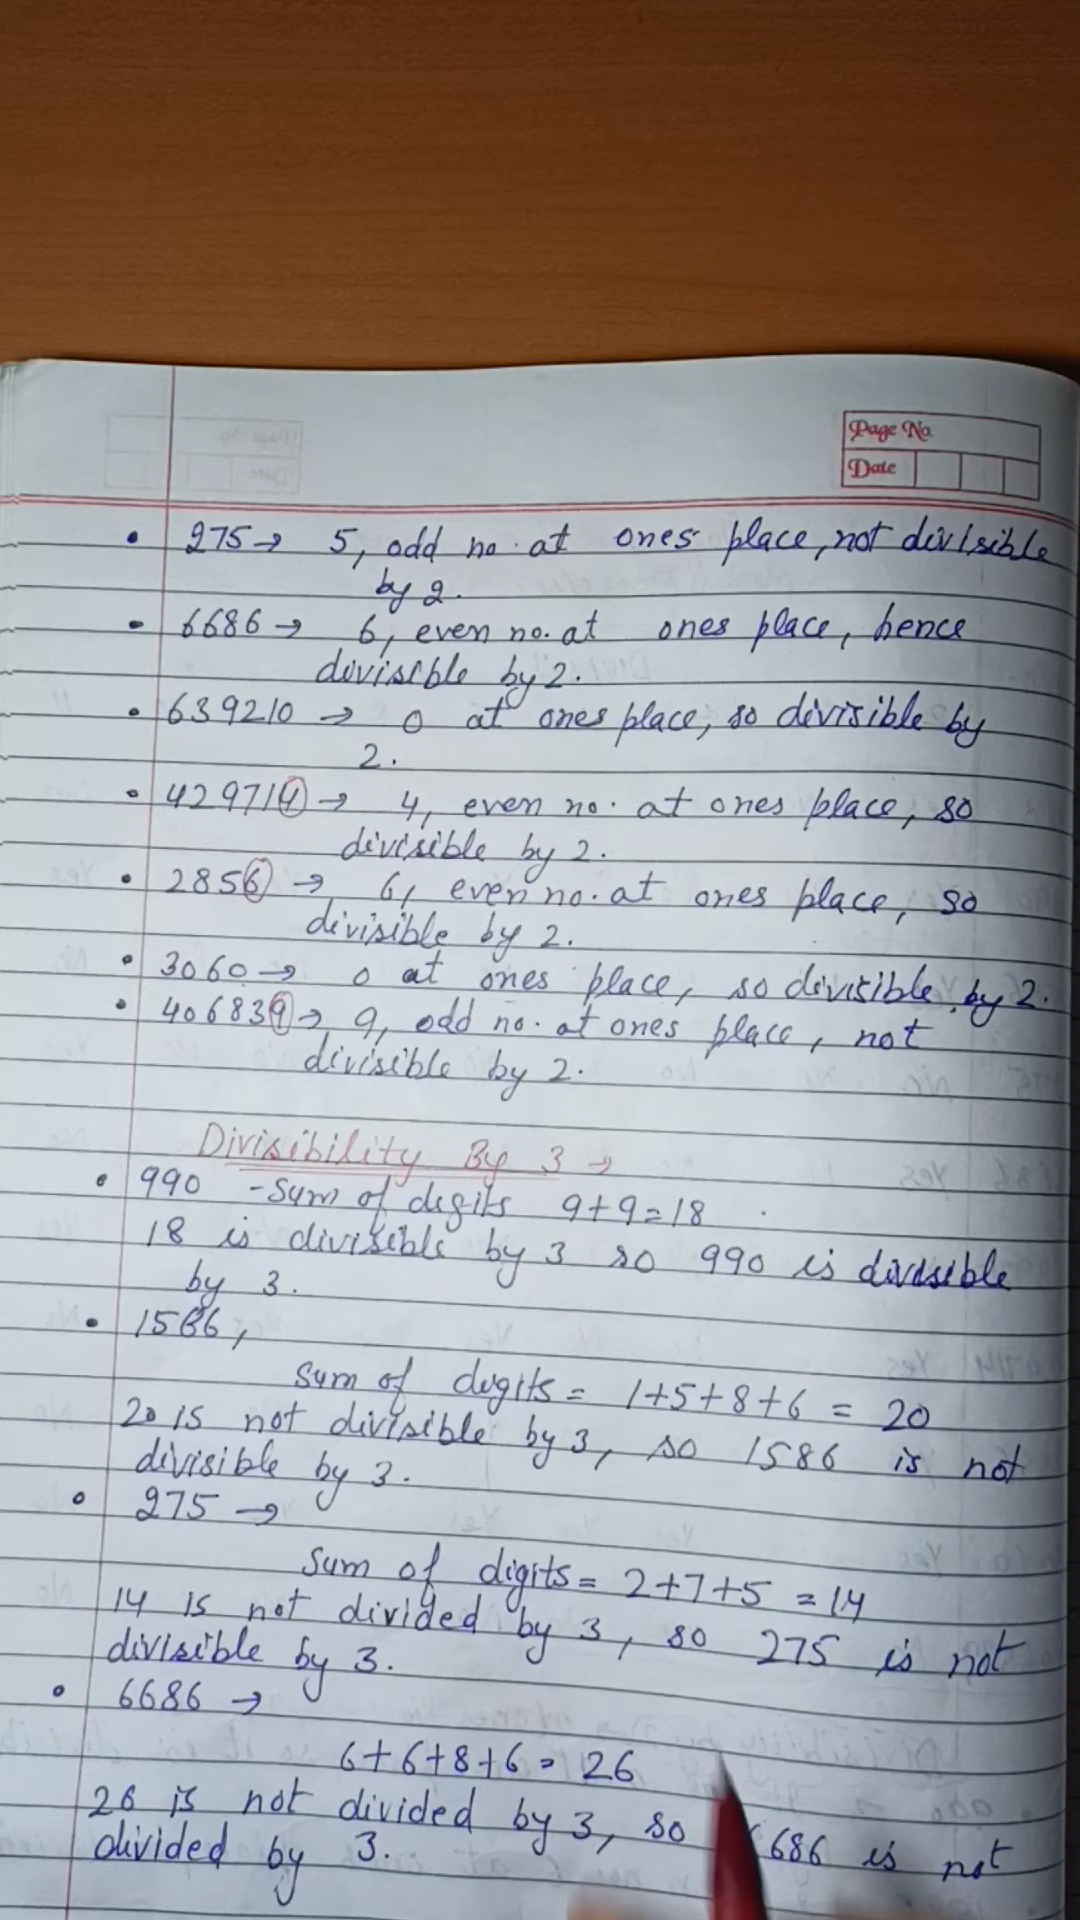 Page No.
Date
• 275 → 5, odd no. at ones place, not divisible
by 2.
• 6686 → 6, even no. at ones place, hence
divisible by 2.
• 639210 → 0 at ones place, so divisible by
2.
• 429714 → 4, even no. at ones place, so
divisible by 2.
• 2856 → 6, even no. at ones place, so
divisible by 2.
• 3060 → 0 at ones place, so divisible by 2.
• 406839 → 9, odd no. at ones place, not
divisible by 2.
Divisibility By 3 →
• 990 - Sum of digits 9+9=18
18 is divisible by 3 so 990 is divisible
by 3.
• 1586,
Sum of digits = 1+5+8+6 = 20
20 is not divisible by 3, so 1586 is not
divisible by 3.
• 275 →
Sum of digits = 2+7+5 = 14
14 is not divided by 3, so 275 is not
divisible by 3.
• 6686 →
6+6+8+6 = 26
26 is not divided by 3, so 6686 is not
divided by 3.